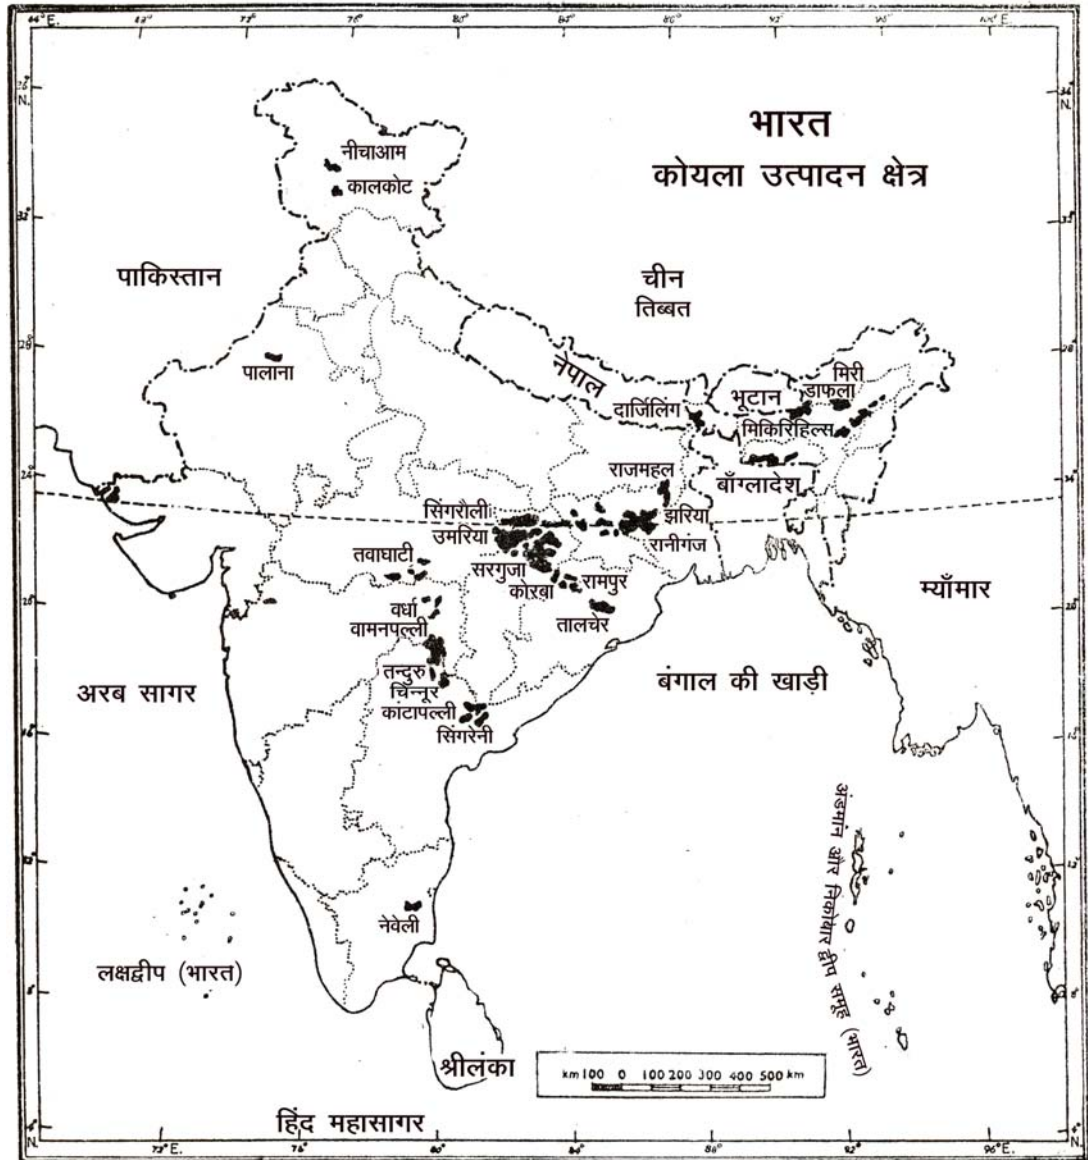 भारत
कोयला उत्पादन क्षेत्र
नीचाआम
कालकोट
पाकिस्तान
चीन
तिब्बत
पालाना
नेपाल
दार्जिलिंग
भूटान
मिरी
डाफला
मिकिरिहिल्स
राजमहल
बाँग्लादेश
सिंगरौली
उमरिया
झरिया
रानीगंज
तवाघाटी
सरगुजा
कोरबा
रामपुर
तालचेर
म्याँमार
वर्धा
वामनपल्ली
तन्दुरु
चिन्नूर
कांटापल्ली
सिंगरेनी
अरब सागर
बंगाल की खाड़ी
अंडमान और निकोबार द्वीप समूह (भारत)
नेवेली
लक्षद्वीप (भारत)
श्रीलंका
km 100 0 100 200 300 400 500 km
हिंद महासागर